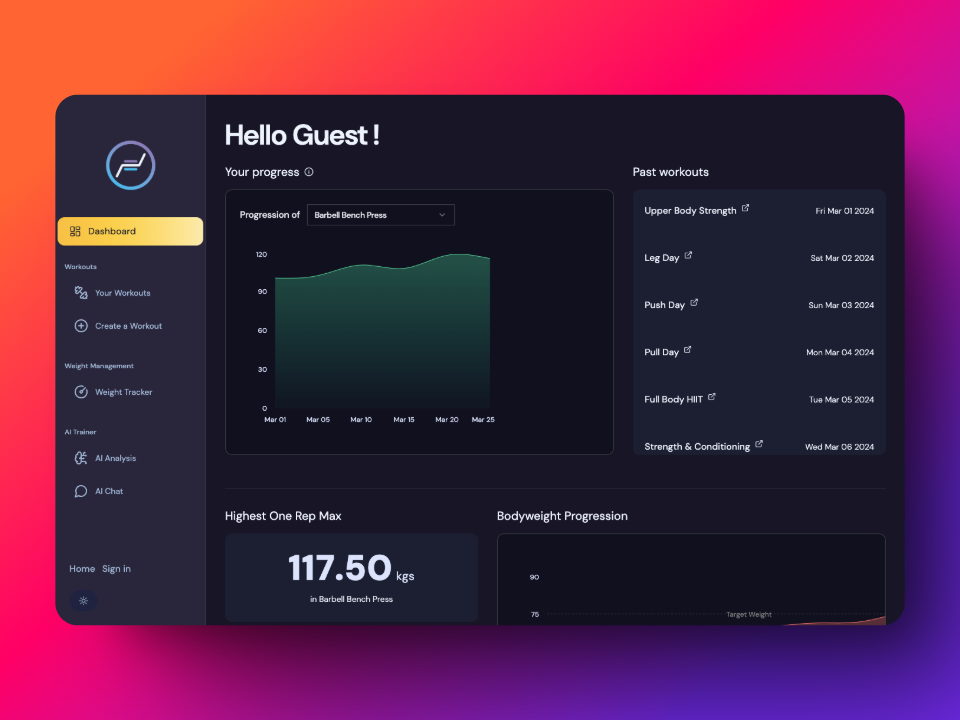 Dashboard
Workouts
Your Workouts
Create a Workout
Weight Management
Weight Tracker
AI Trainer
AI Analysis
AI Chat
Home Sign in
Hello Guest !
Your progress
Progression of Barbell Bench Press
120
90
60
30
0
Mar 01 Mar 05 Mar 10 Mar 15 Mar 20 Mar 25
Past workouts
Upper Body Strength Fri Mar 01 2024
Leg Day Sat Mar 02 2024
Push Day Sun Mar 03 2024
Pull Day Mon Mar 04 2024
Full Body HIIT Tue Mar 05 2024
Strength & Conditioning Wed Mar 06 2024
Highest One Rep Max
117.50 kgs
in Barbell Bench Press
Bodyweight Progression
90
75
Target Weight